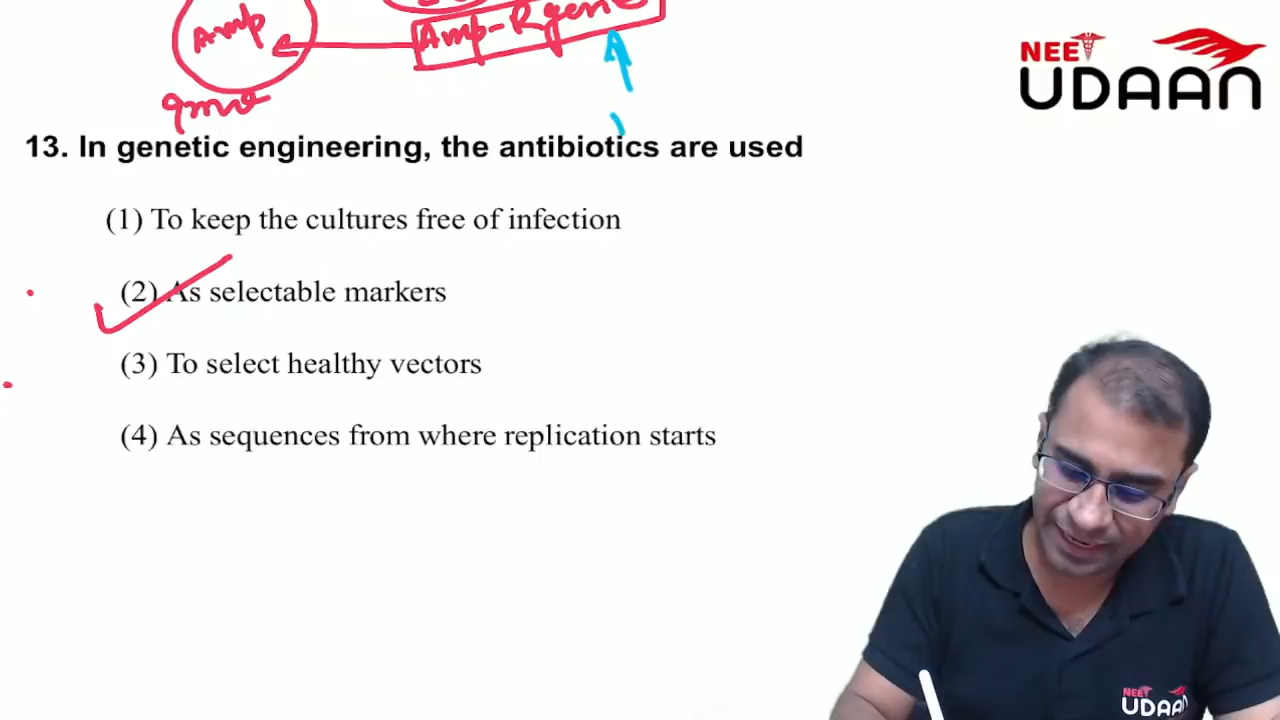 Amp
Amp-R gene
NEET
UDAAN
13. In genetic engineering, the antibiotics are used
(1) To keep the cultures free of infection
(2) As selectable markers
(3) To select healthy vectors
(4) As sequences from where replication starts
NEET
UDAAN